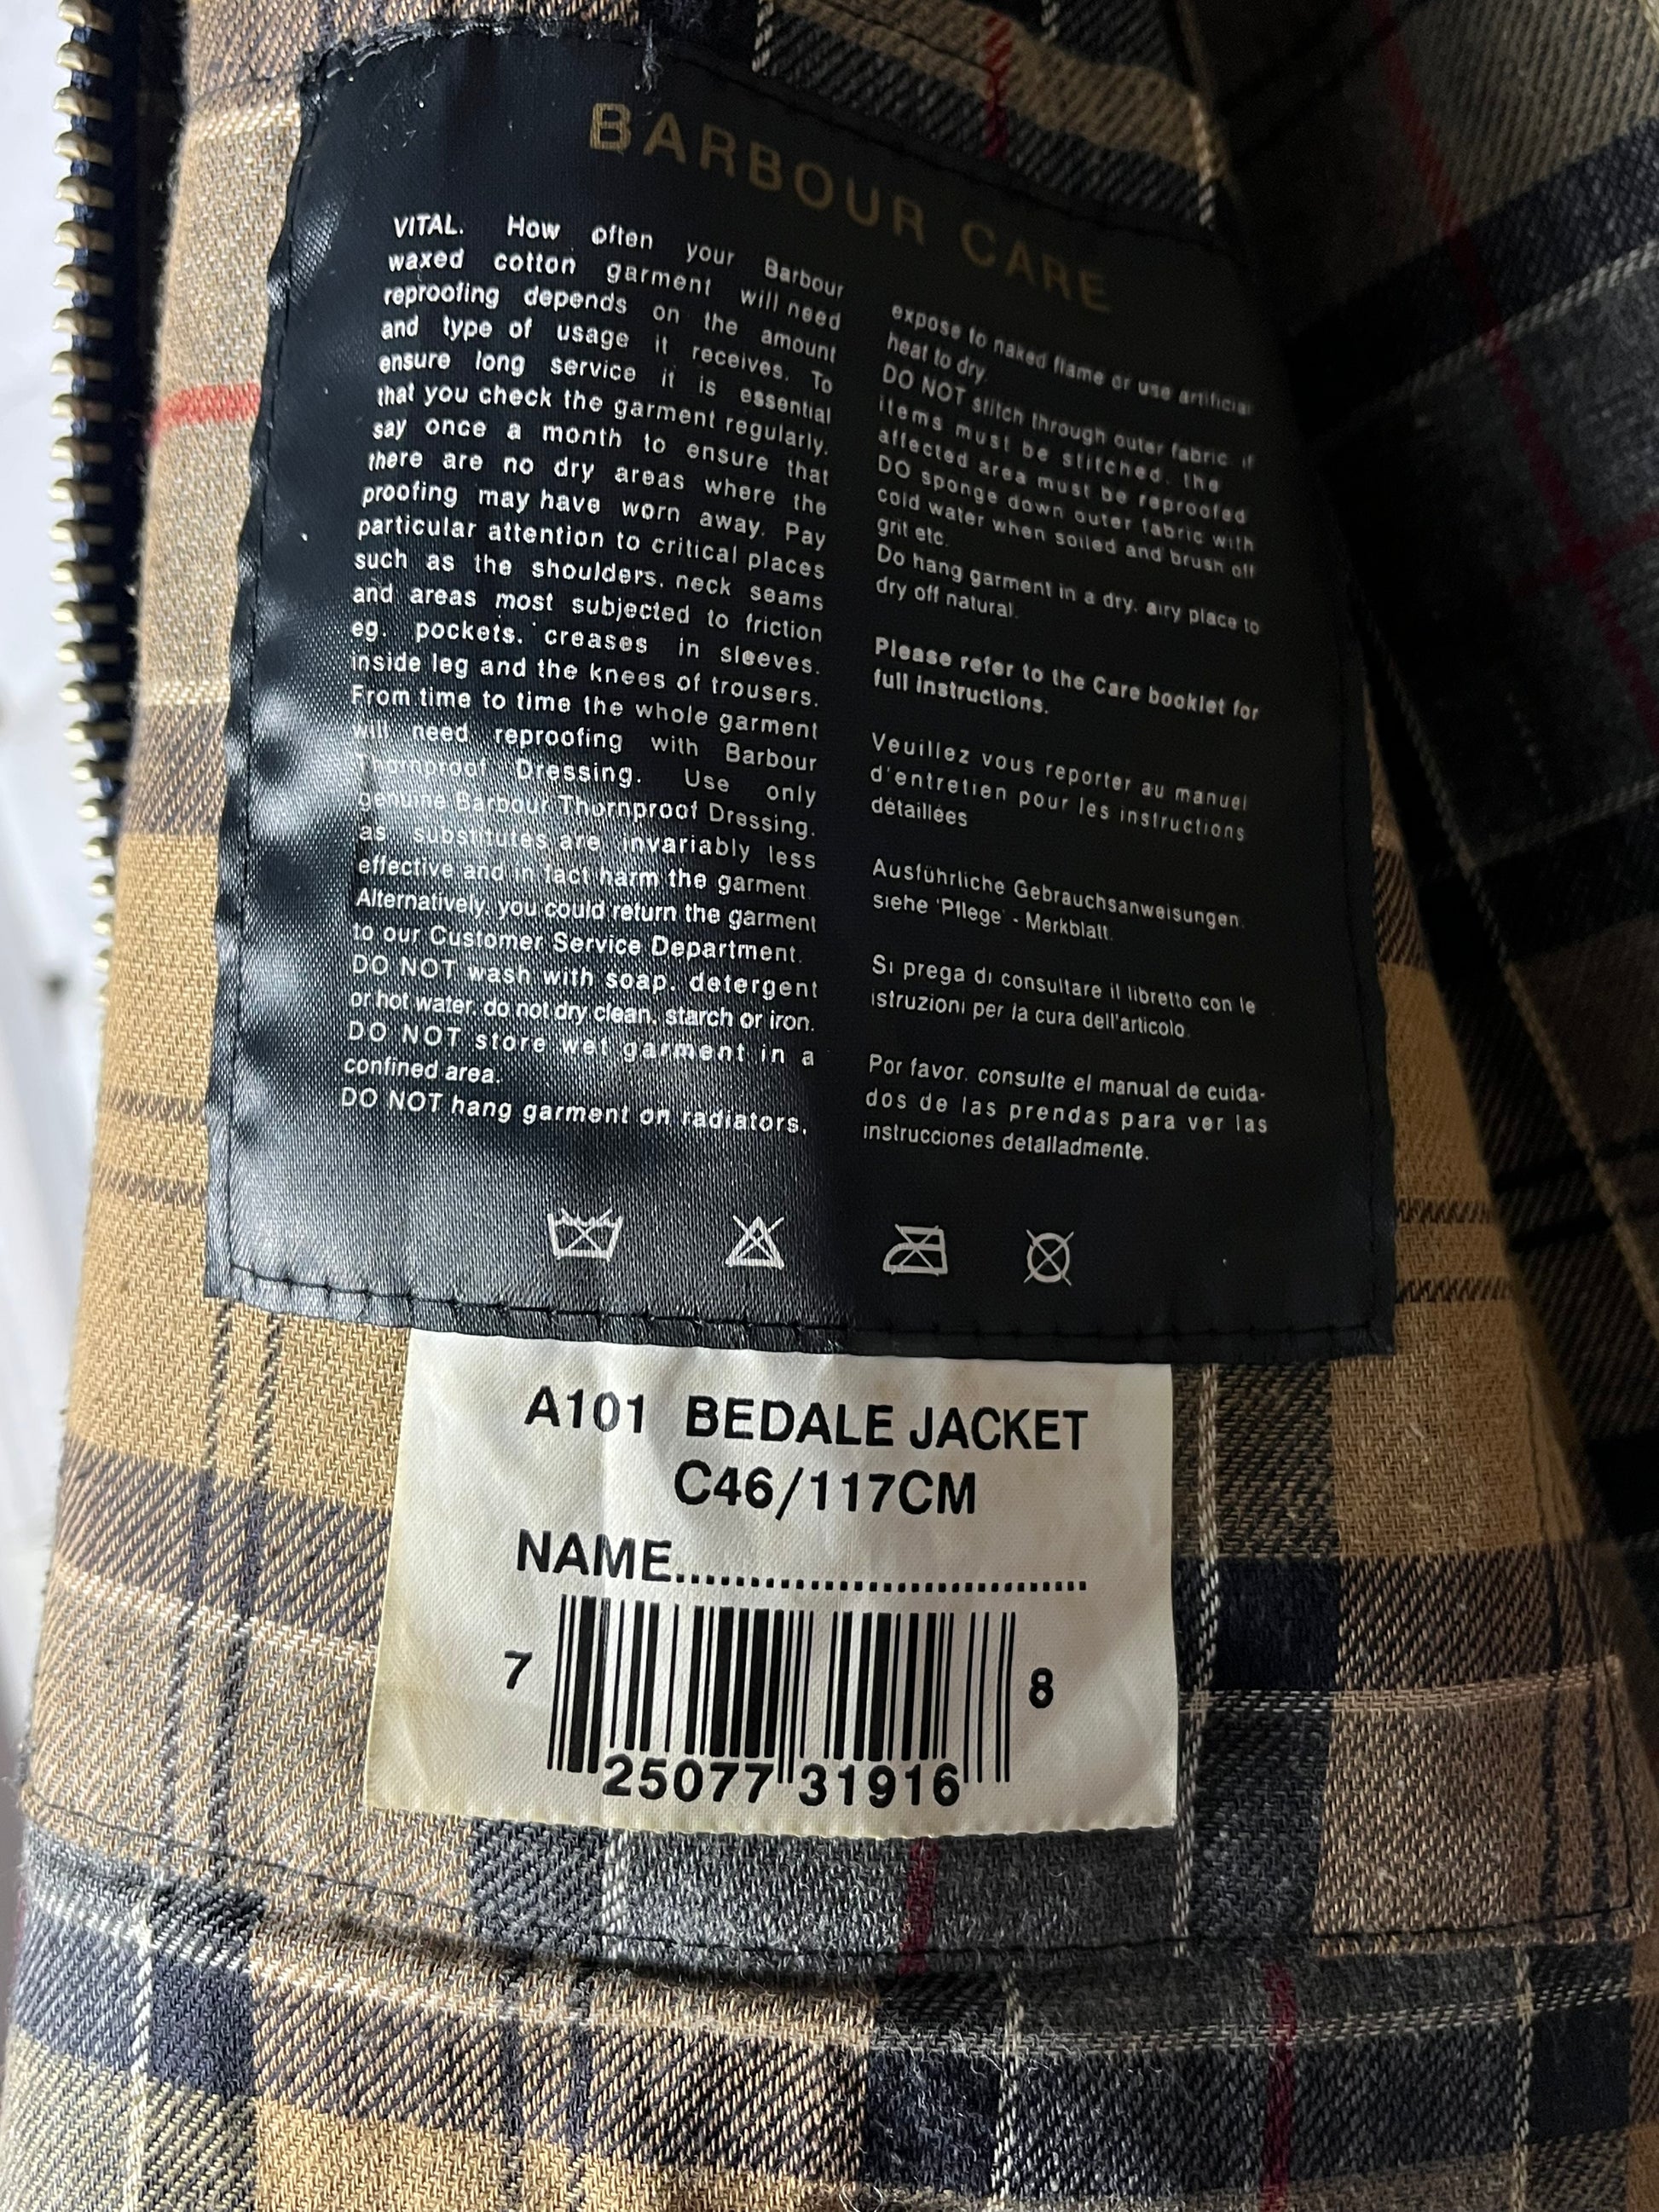 BARBOUR CARE
VITAL. How often your Barbour
waxed cotton garment will need
reproofing depends on the amount
and type of usage it receives. To
ensure long service it is essential
that you check the garment regularly.
say once a month to ensure that
there are no dry areas where the
proofing may have worn away. Pay
particular attention to critical places
such as the shoulders, neck seams
and areas most subjected to friction
eg. pockets, creases in sleeves.
inside leg and the knees of trousers.
From time to time the whole garment
will need reproofing with Barbour
Thornproof Dressing. Use only
genuine Barbour Thornproof Dressing.
as substitutes are invariably less
effective and in fact harm the garment.
Alternatively, you could return the garment
to our Customer Service Department.
DO NOT wash with soap, detergent
or hot water, do not dry clean, starch or iron.
DO NOT store wet garment in a
confined area.
DO NOT hang garment on radiators,
expose to naked flame or use artificial
heat to dry.
DO NOT stitch through outer fabric. if
items must be stitched, the
affected area must be reproofed
DO sponge down outer fabric with
cold water when soiled and brush off
grit etc.
Do hang garment in a dry, airy place to
dry off natural.
Please refer to the Care booklet for
full instructions.
Veuillez vous reporter au manuel
d'entretien pour les instructions
détaillées
Ausführliche Gebrauchsanweisungen.
siehe 'Pflege' - Merkblatt.
Si prega di consultare il libretto con le
istruzioni per la cura dell'articolo.
Por favor, consulte el manual de cuida-
dos de las prendas para ver las
instrucciones detalladmente.
A101 BEDALE JACKET
C46/117CM
NAME..............................
7 25077 31916 8